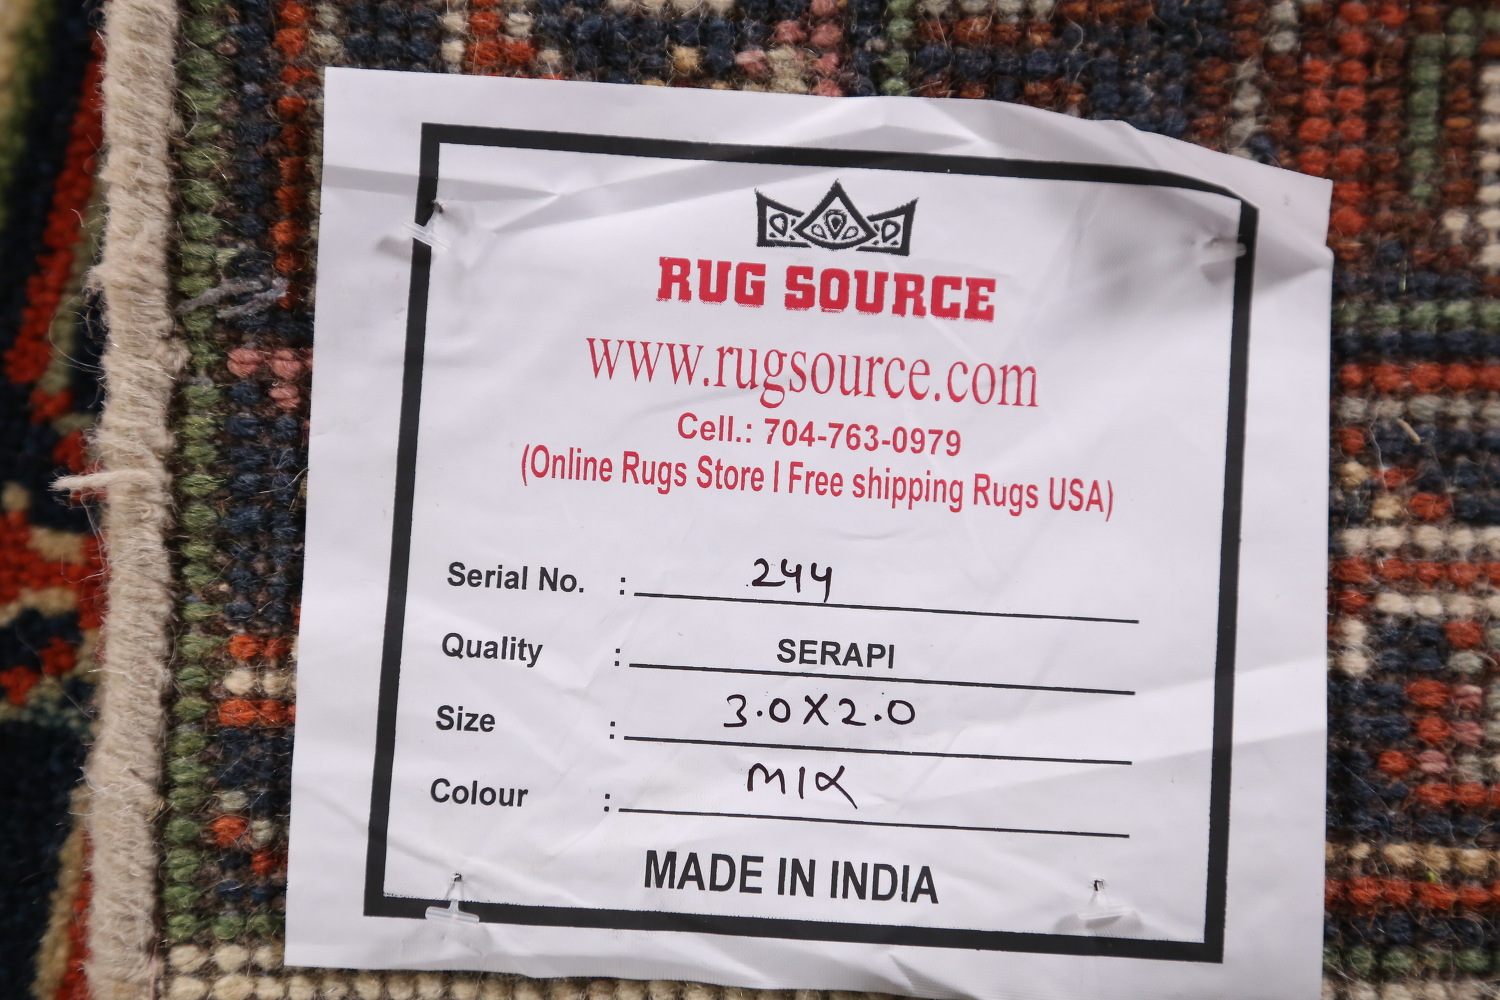 RUG SOURCE
www.rugsource.com
Cell.: 704-763-0979
(Online Rugs Store I Free shipping Rugs USA)
Serial No. : 244
Quality : SERAPI
Size : 3.0X2.0
Colour : MIX
MADE IN INDIA